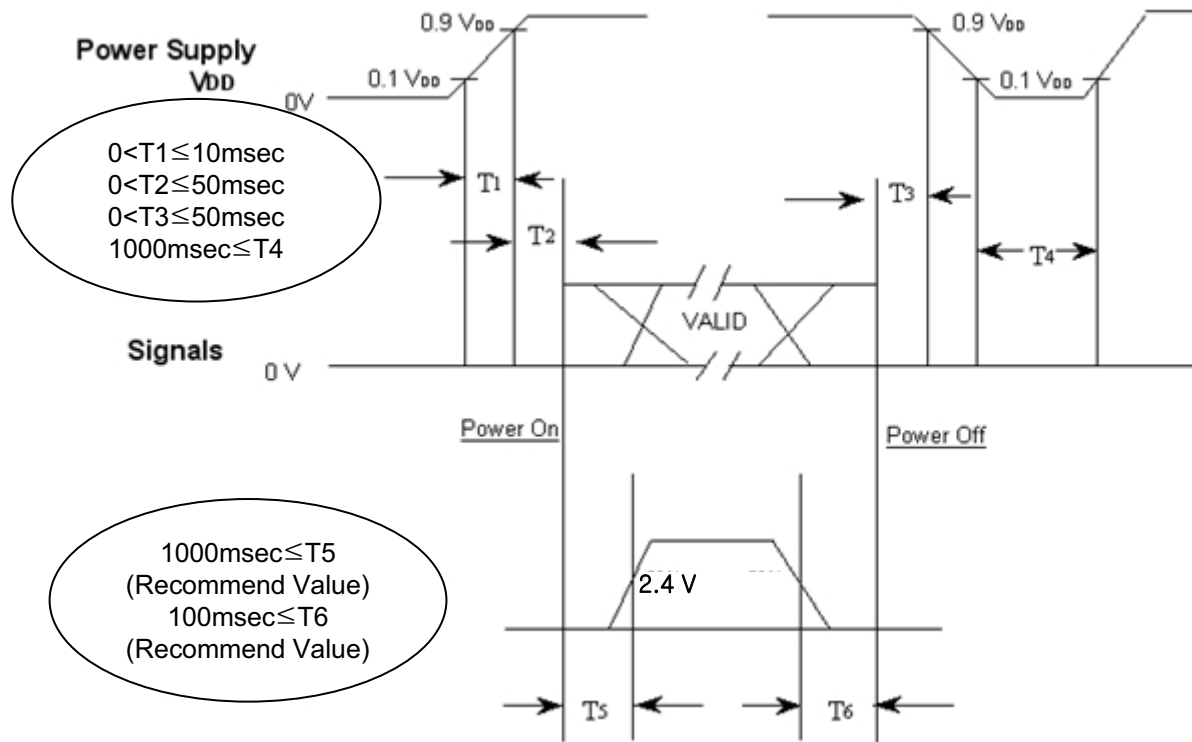 0.9 VDD
0.9 VDD
Power Supply
VDD
0.1 VDD
0.1 VDD
0V
0<T1≦10msec
0<T2≦50msec
0<T3≦50msec
1000msec≦T4
T1
T3
T2
T4
VALID
Signals
0 V
Power On
Power Off
1000msec≦T5
(Recommend Value)
100msec≦T6
(Recommend Value)
2.4 V
T5
T6